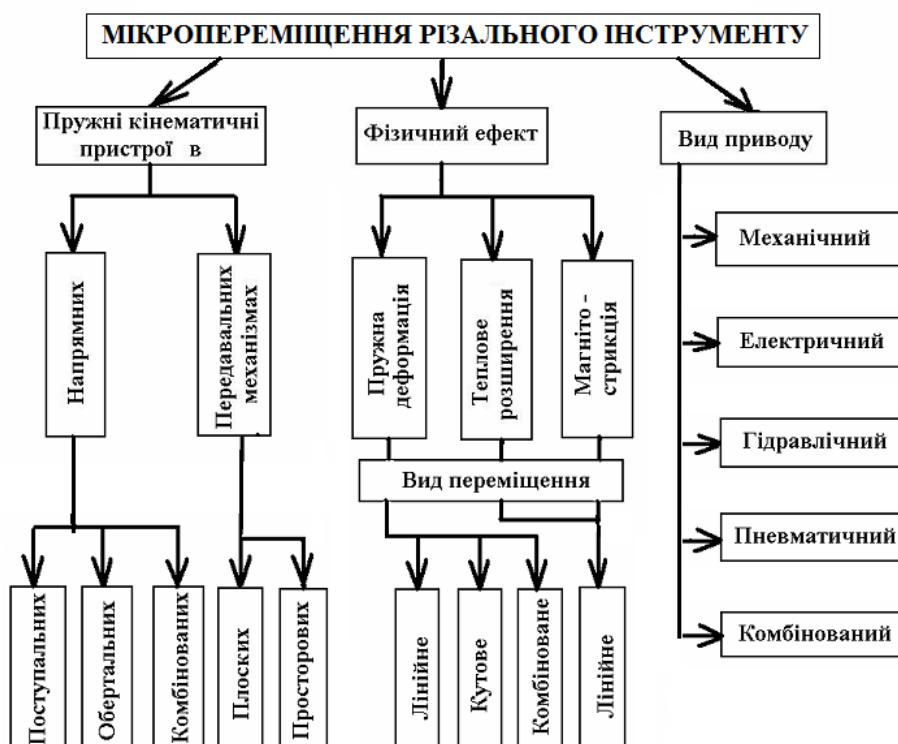 МІКРОПЕРЕМІЩЕННЯ РІЗАЛЬНОГО ІНСТРУМЕНТУ
Пружні кінематичні
пристрої в
Фізичний ефект
Вид приводу
Напрямних
Передавальних
механізмах
Пружна
деформація
Теплове
розширення
Магніто -
стрикція
Механічний
Електричний
Гідравлічний
Пневматичний
Комбінований
Вид переміщення
Поступальних
Обертальних
Комбінованих
Плоских
Просторових
Лінійне
Кутове
Комбіноване
Лінійне